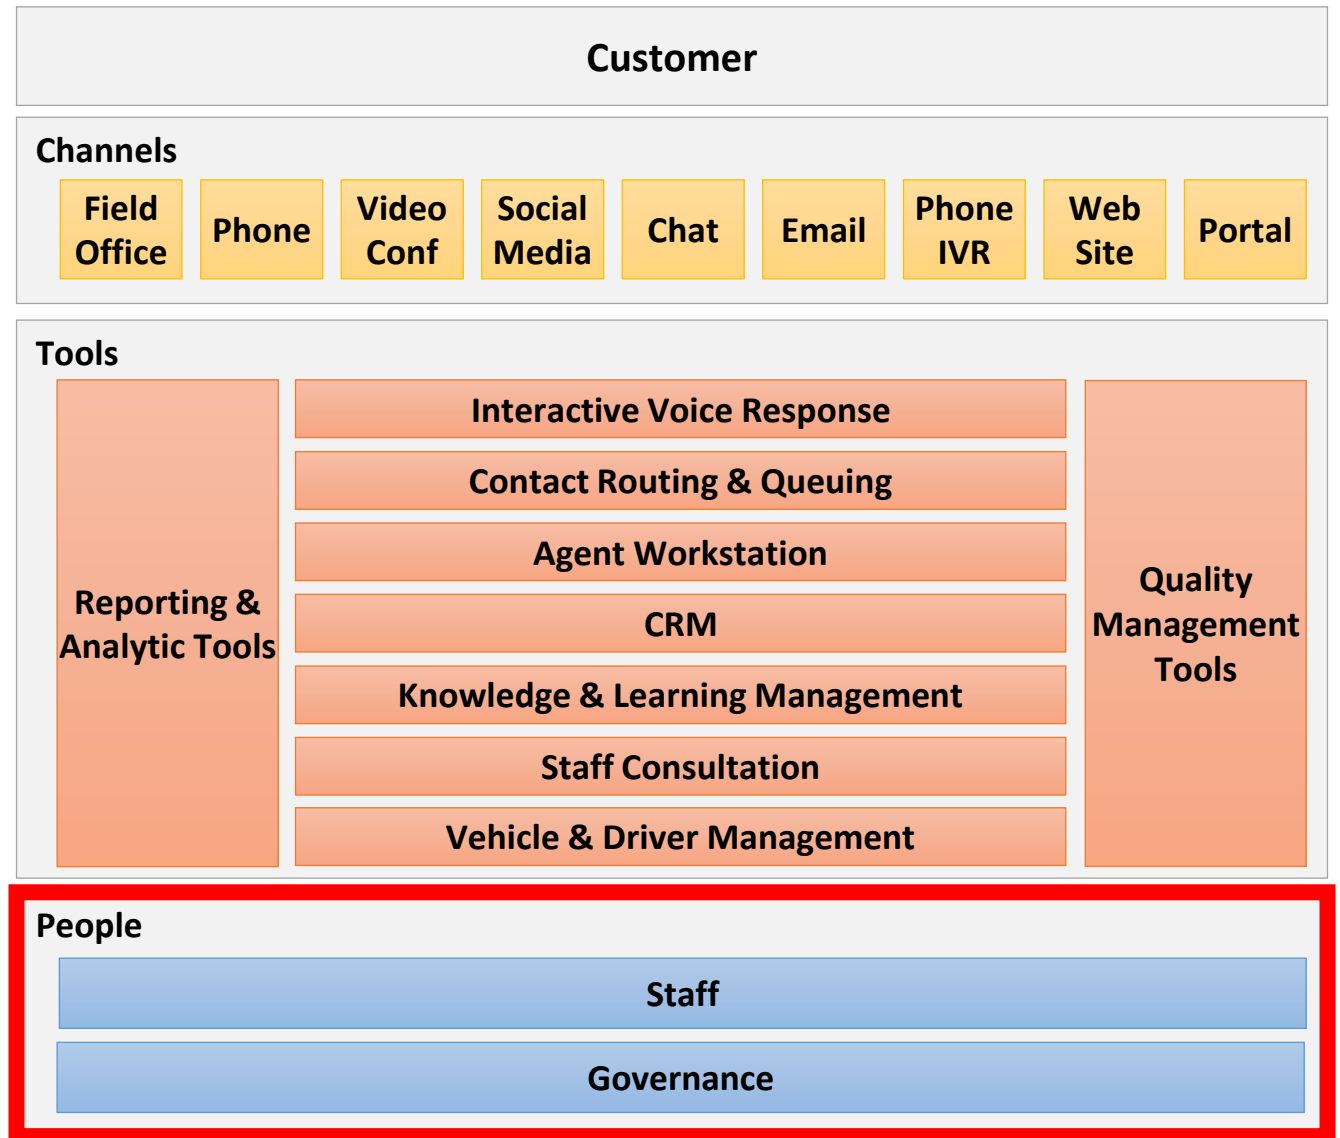 Customer
Channels
Field
Office
Phone
Video
Conf
Social
Media
Chat
Email
Phone
IVR
Web
Site
Portal
Tools
Reporting &
Analytic Tools
Interactive Voice Response
Contact Routing & Queuing
Agent Workstation
CRM
Knowledge & Learning Management
Staff Consultation
Vehicle & Driver Management
Quality
Management
Tools
People
Staff
Governance